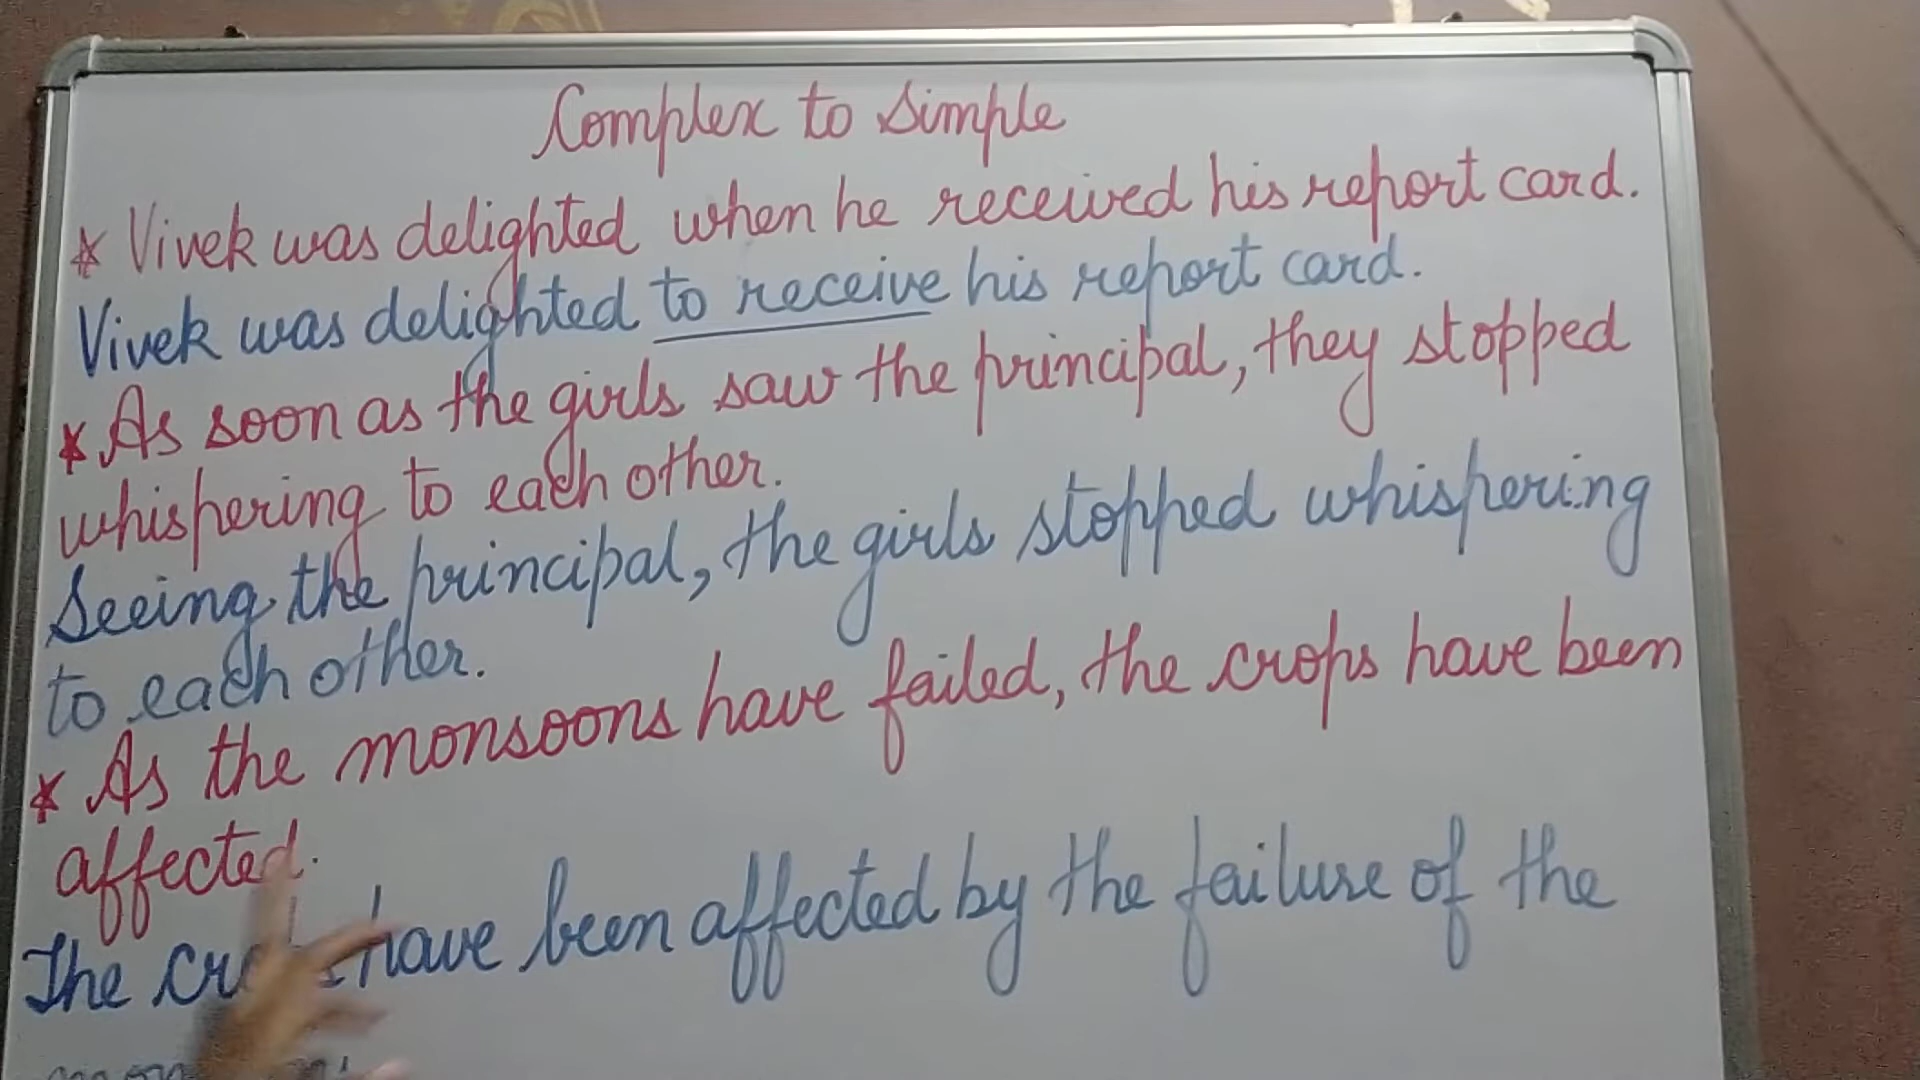 Complex to Simple
* Vivek was delighted when he received his report card.
Vivek was delighted to receive his report card.
* As soon as the girls saw the principal, they stopped
whispering to each other.
Seeing the principal, the girls stopped whispering
to each other.
* As the monsoons have failed, the crops have been
affected.
The have been affected by the failure of the